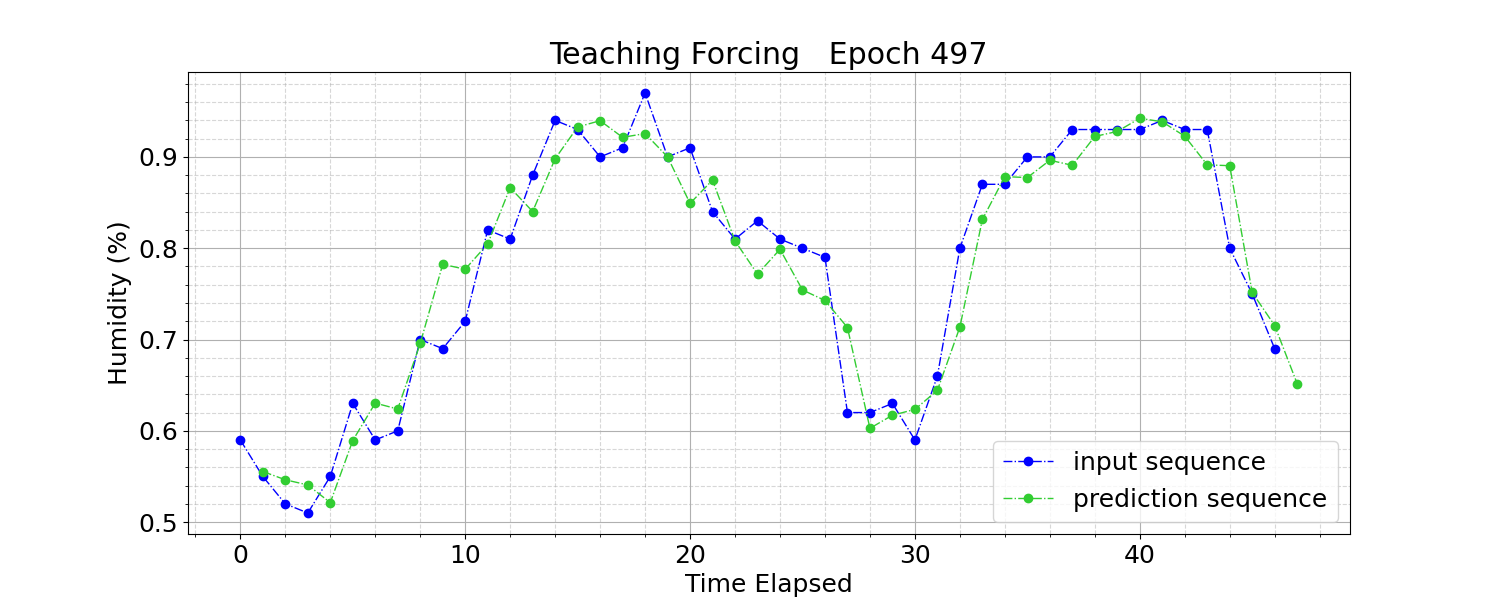 Teaching Forcing   Epoch 497
Humidity (%)
0.9
0.8
0.7
0.6
0.5
input sequence
prediction sequence
0 10 20 30 40
Time Elapsed